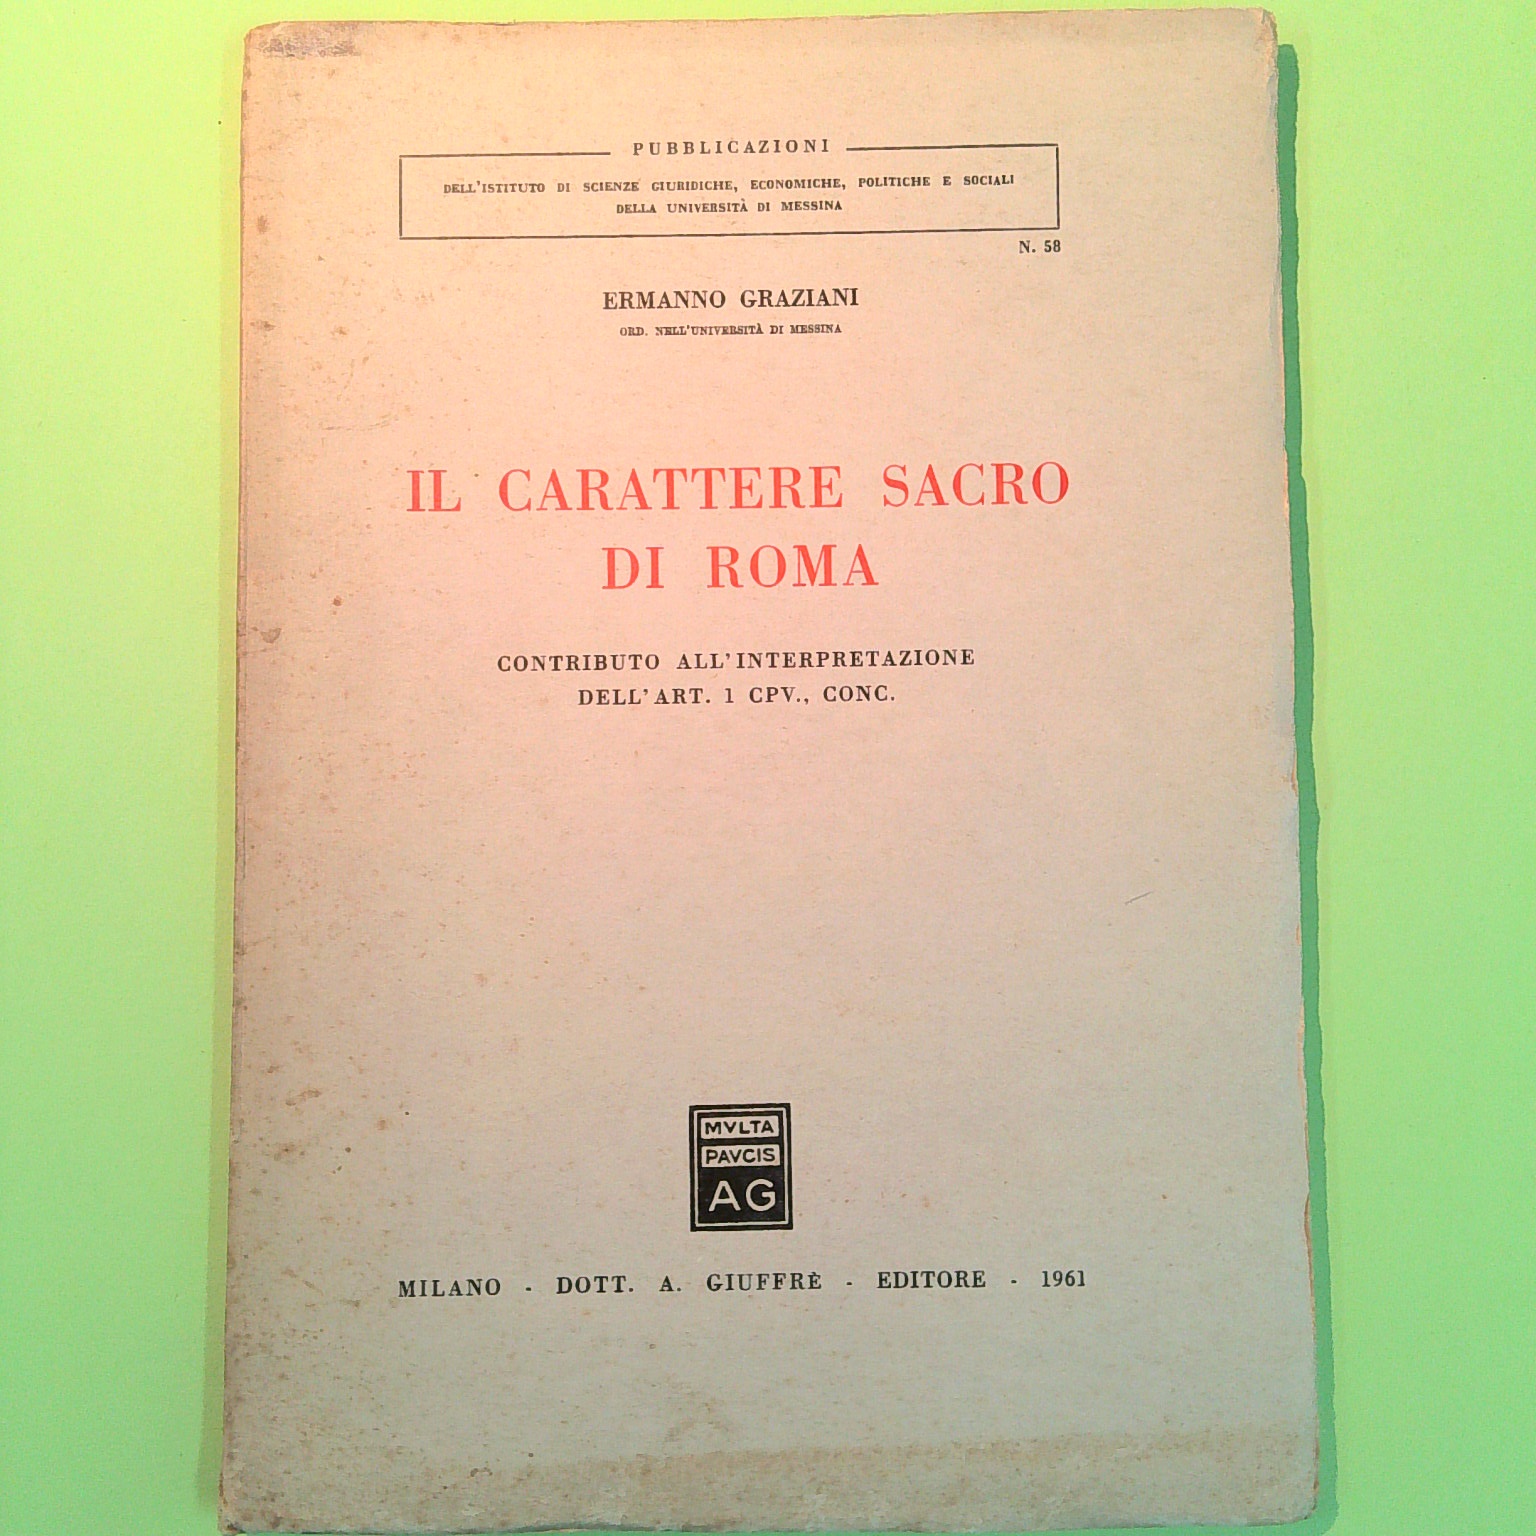 PUBBLICAZIONI
DELL'ISTITUTO DI SCIENZE GIURIDICHE, ECONOMICHE, POLITICHE E SOCIALI
DELLA UNIVERSITÀ DI MESSINA
N. 58
ERMANNO GRAZIANI
ORD. NELL'UNIVERSITÀ DI MESSINA
IL CARATTERE SACRO
DI ROMA
CONTRIBUTO ALL'INTERPRETAZIONE
DELL'ART. 1 CPV., CONC.
MVLTA
PAVCIS
AG
MILANO - DOTT. A. GIUFFRÈ - EDITORE - 1961